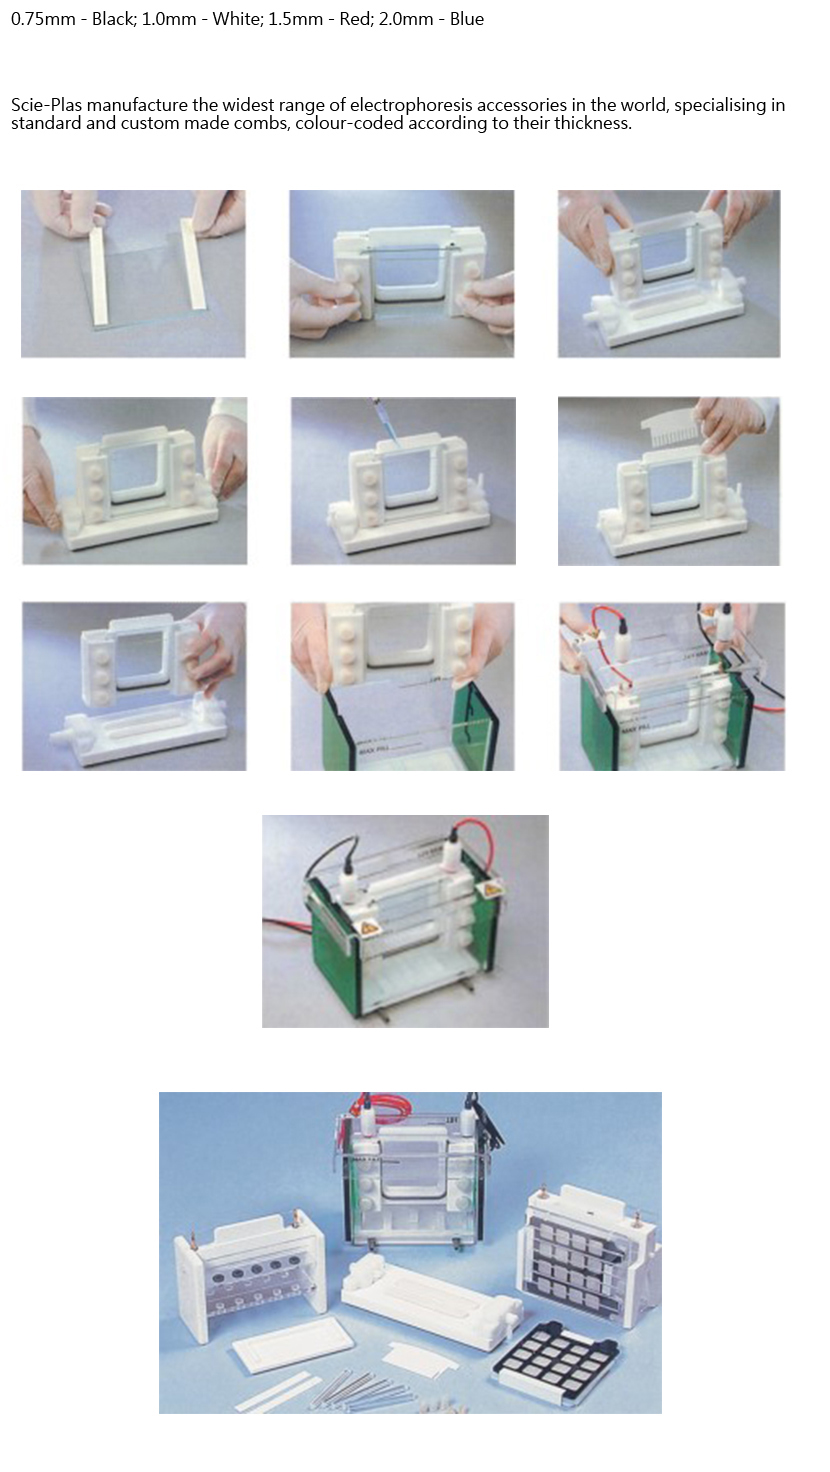 0.75mm - Black; 1.0mm - White; 1.5mm - Red; 2.0mm - Blue
Scie-Plas manufacture the widest range of electrophoresis accessories in the world, specialising in
standard and custom made combs, colour-coded according to their thickness.
MAX FILL
MAX FILL